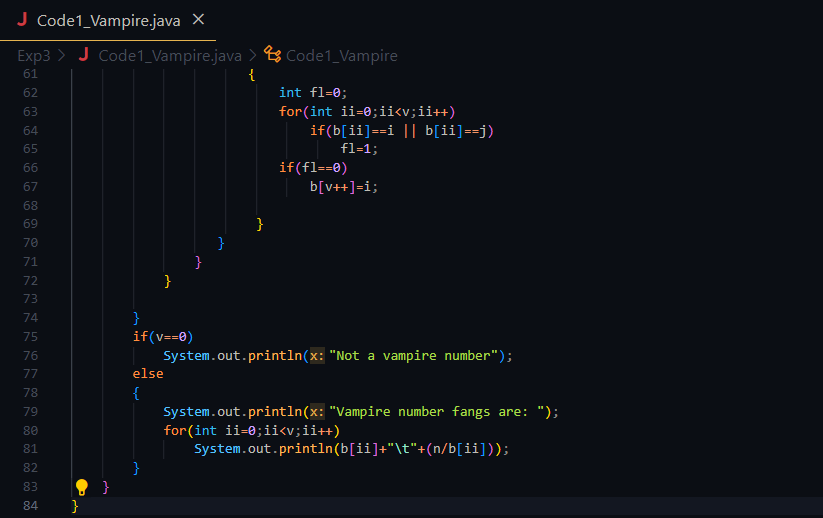 J Code1_Vampire.java ×
Exp3 > J Code1_Vampire.java > Code1_Vampire
61 {
62 int fl=0;
63 for(int ii=0;ii<v;ii++)
64 if(b[ii]==i || b[ii]==j)
65 fl=1;
66 if(fl==0)
67 b[v++]=i;
68
69 }
70 }
71 }
72 }
73
74 }
75 if(v==0)
76 System.out.println(x: "Not a vampire number");
77 else
78 {
79 System.out.println(x: "Vampire number fangs are: ");
80 for(int ii=0;ii<v;ii++)
81 System.out.println(b[ii]+"\t"+(n/b[ii]));
82 }
83 }
84 }